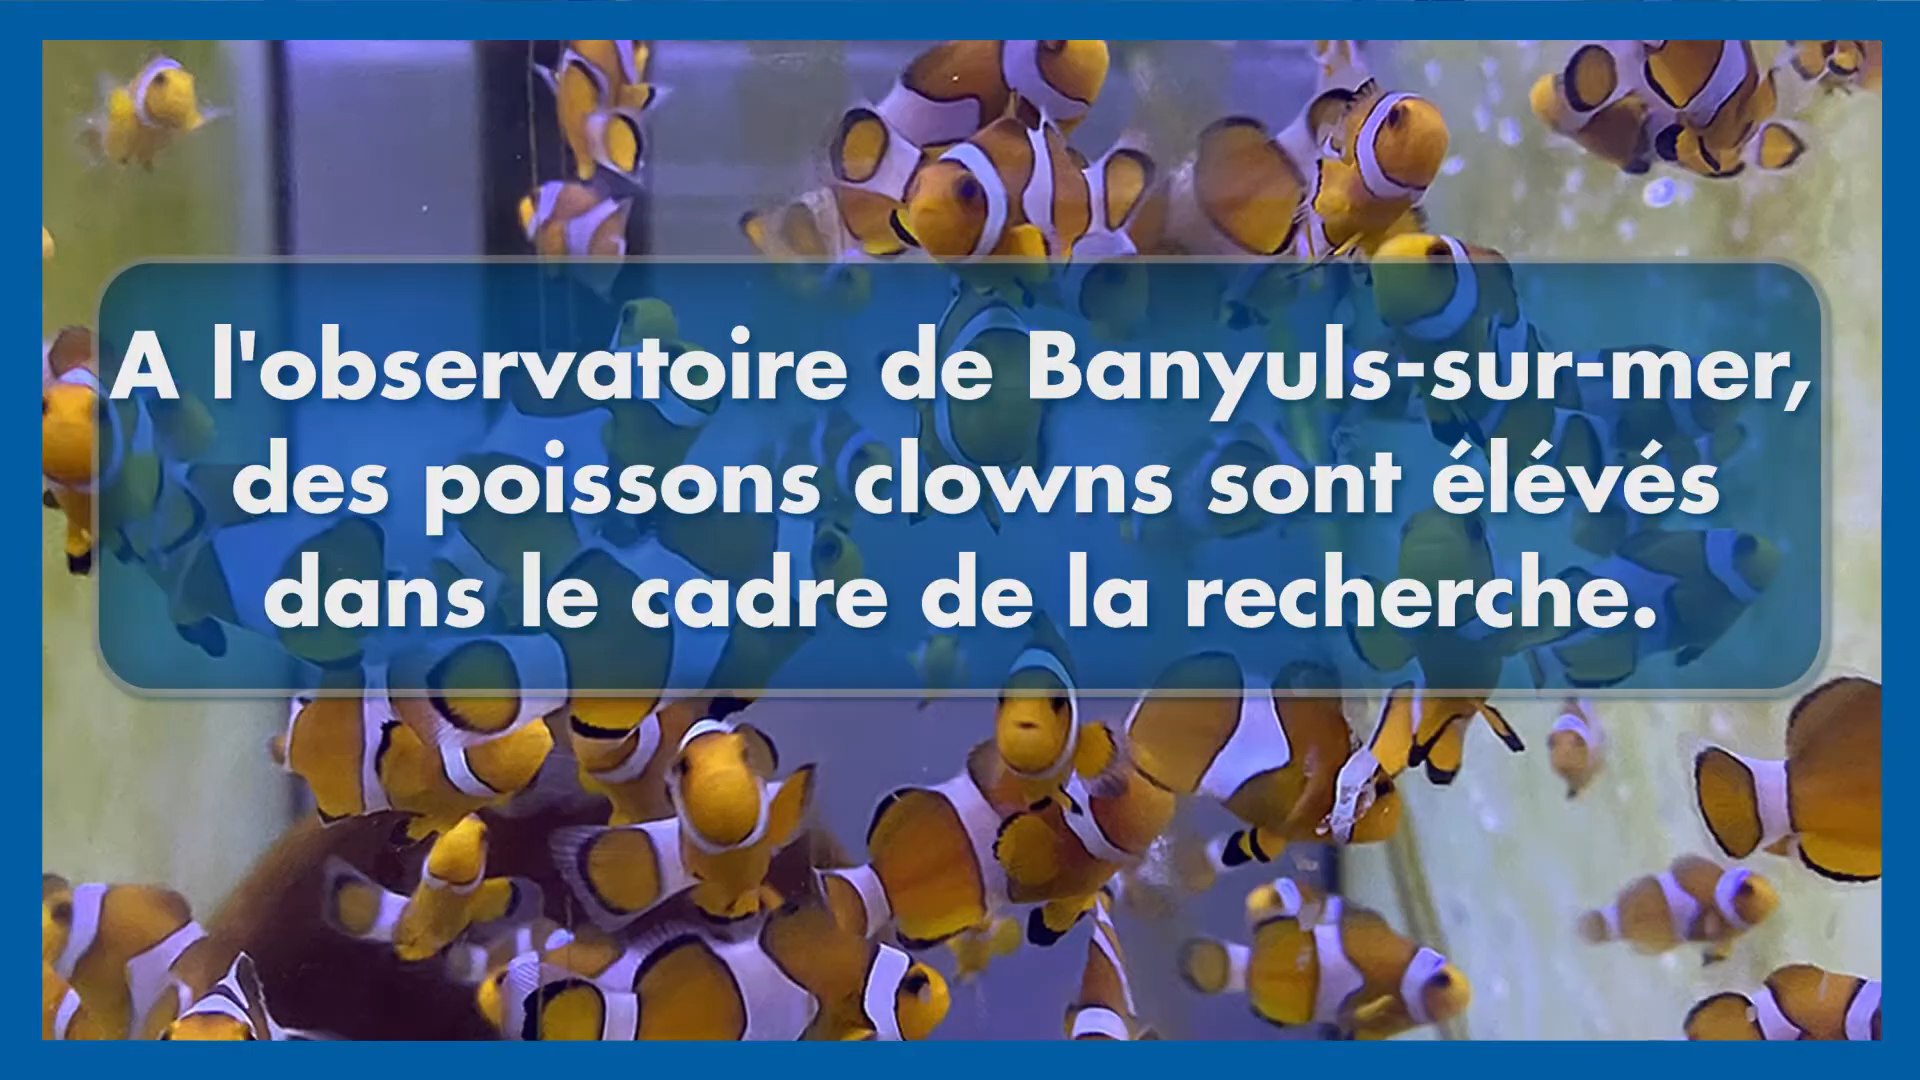 A l'observatoire de Banyuls-sur-mer,
des poissons clowns sont élévés
dans le cadre de la recherche.